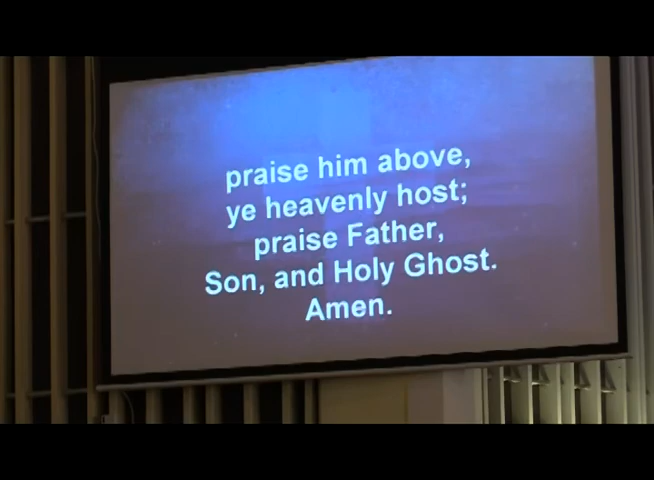 praise him above,
ye heavenly host;
praise Father,
Son, and Holy Ghost.
Amen.